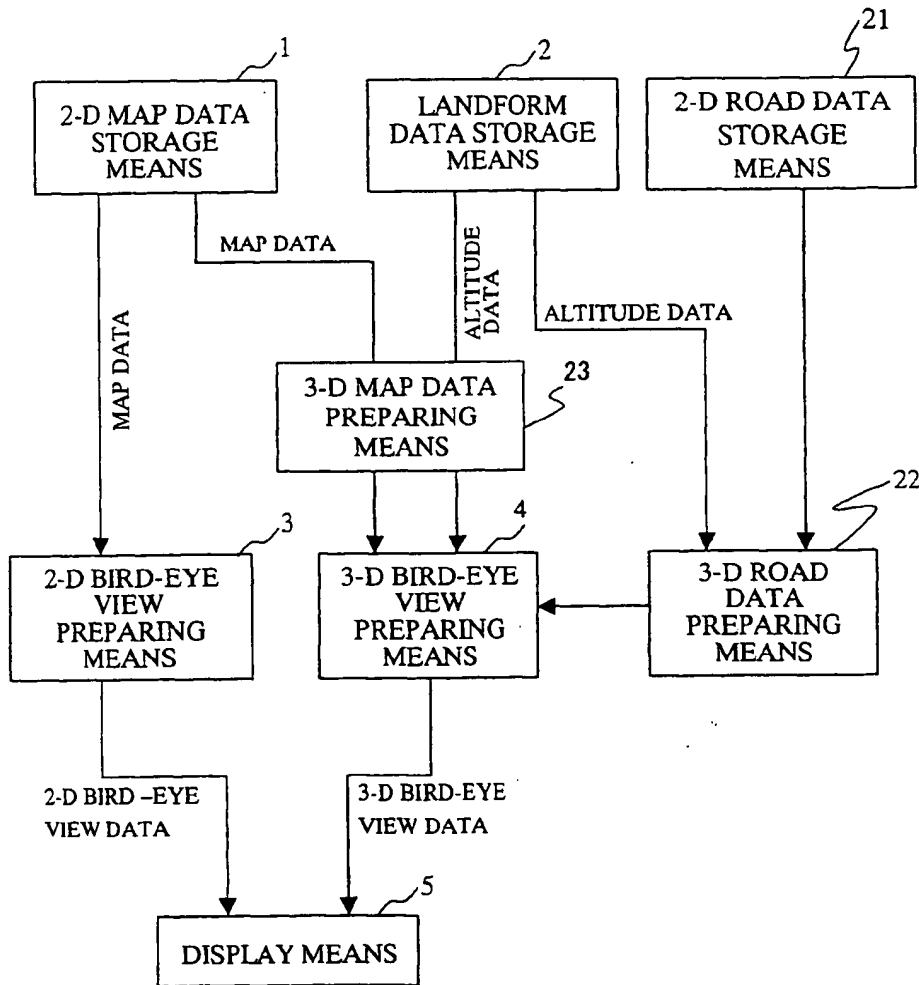 1
2
21
2-D MAP DATA
STORAGE
MEANS
LANDFORM
DATA STORAGE
MEANS
2-D ROAD DATA
STORAGE
MEANS
MAP DATA
MAP DATA
ALTITUDE
DATA
ALTITUDE DATA
3-D MAP DATA
PREPARING
MEANS
23
3
4
22
2-D BIRD-EYE
VIEW
PREPARING
MEANS
3-D BIRD-EYE
VIEW
PREPARING
MEANS
3-D ROAD
DATA
PREPARING
MEANS
2-D BIRD –EYE
VIEW DATA
3-D BIRD-EYE
VIEW DATA
5
DISPLAY MEANS